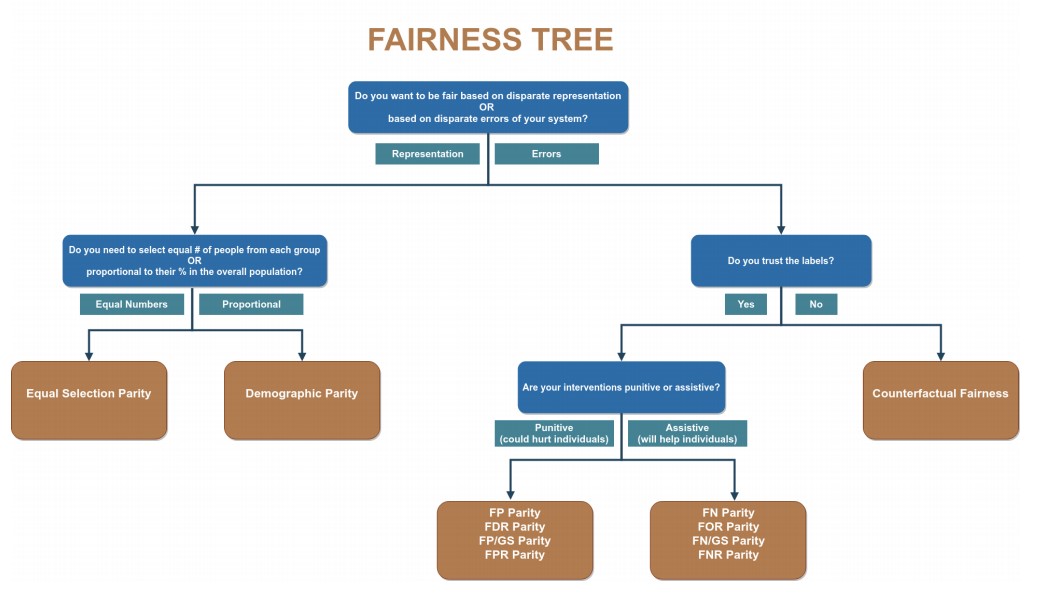 FAIRNESS TREE
Do you want to be fair based on disparate representation
OR
based on disparate errors of your system?
Representation
Errors
Do you need to select equal # of people from each group
OR
proportional to their % in the overall population?
Do you trust the labels?
Equal Numbers
Proportional
Yes
No
Equal Selection Parity
Demographic Parity
Are your interventions punitive or assistive?
Counterfactual Fairness
Punitive
(could hurt individuals)
Assistive
(will help individuals)
FP Parity
FDR Parity
FP/GS Parity
FPR Parity
FN Parity
FOR Parity
FN/GS Parity
FNR Parity